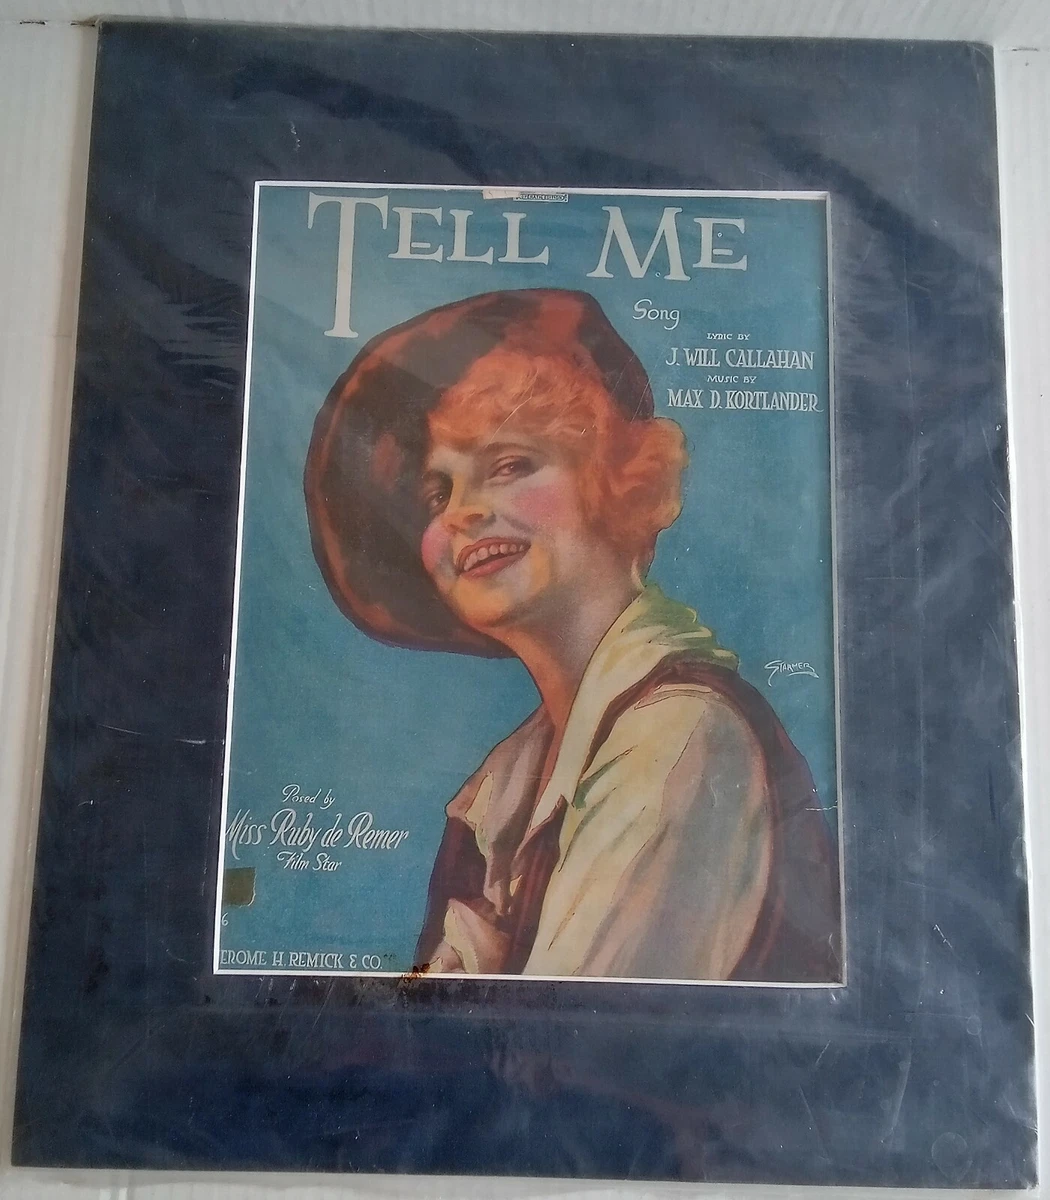 TELL ME
Song
LYRIC BY
J. WILL CALLAHAN
MUSIC BY
MAX D. KORTLANDER
STARMER
Posed by
Miss Ruby de Remer
Film Star
6
EROME H. REMICK & CO.